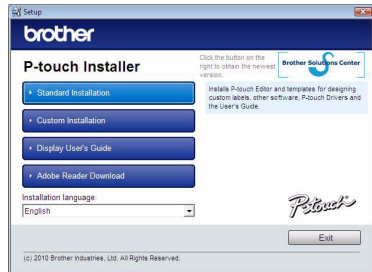 Setup
brother
P-touch Installer
Click the button on the
right to obtain the newest
version.
Brother Solutions Center
Standard Installation
Installs P-touch Editor and templates for designing
custom labels, other software, P-touch Drivers and
the User's Guide.
Custom Installation
Display User's Guide
Adobe Reader Download
Installation language:
English
P-touch
Exit
(c) 2010 Brother Industries, Ltd. All Rights Reserved.